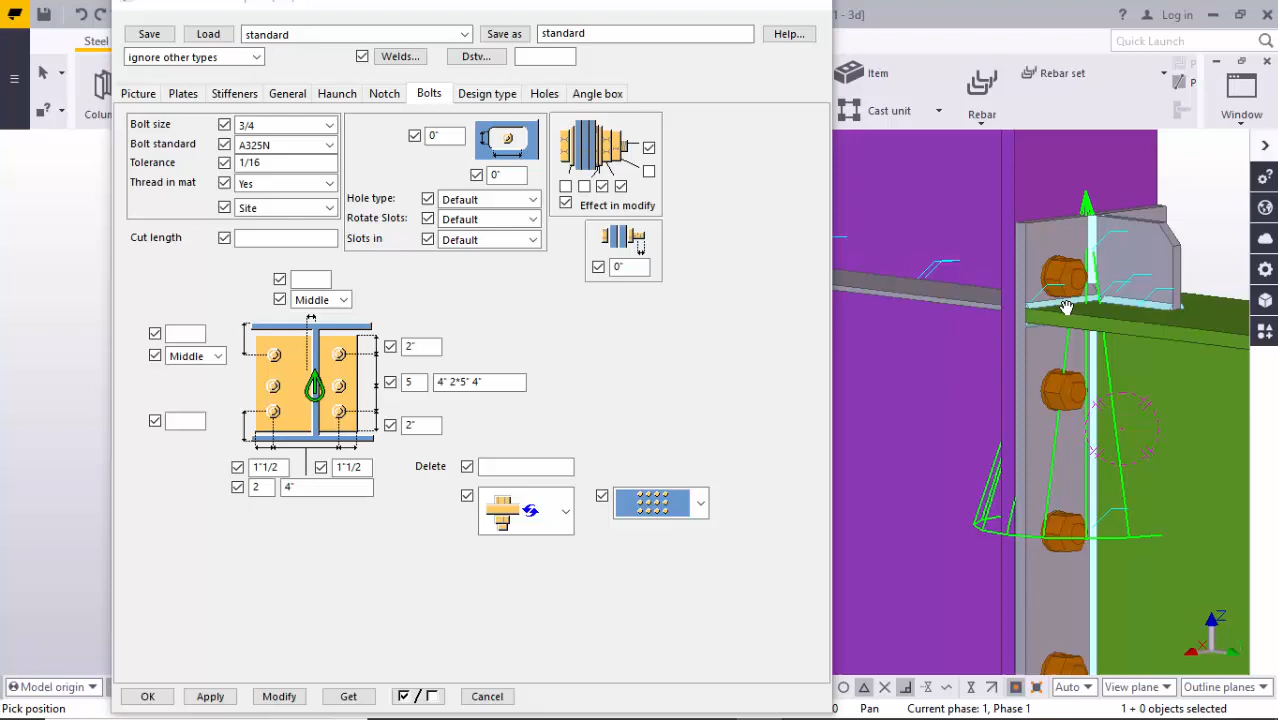 1 - 3d]
Log in
Steel
Save
Load
standard
Save as
standard
Help...
ignore other types
Welds...
Dstv...
Quick Launch
Picture
Plates
Stiffeners
General
Haunch
Notch
Bolts
Design type
Holes
Angle box
Item
Cast unit
Rebar
Rebar set
Window
Colum
Bolt size
3/4
Bolt standard
A325N
Tolerance
1/16
Thread in mat
Yes
Site
Cut length
0"
0"
Hole type:
Default
Rotate Slots:
Default
Slots in
Default
Effect in modify
0"
Middle
Middle
2"
5
4" 2*5" 4"
2"
1"1/2
1"1/2
2
4"
Delete
OK
Apply
Modify
Get
Cancel
Model origin
Pick position
Auto
View plane
Outline planes
Pan
Current phase: 1, Phase 1
1 + 0 objects selected
Z